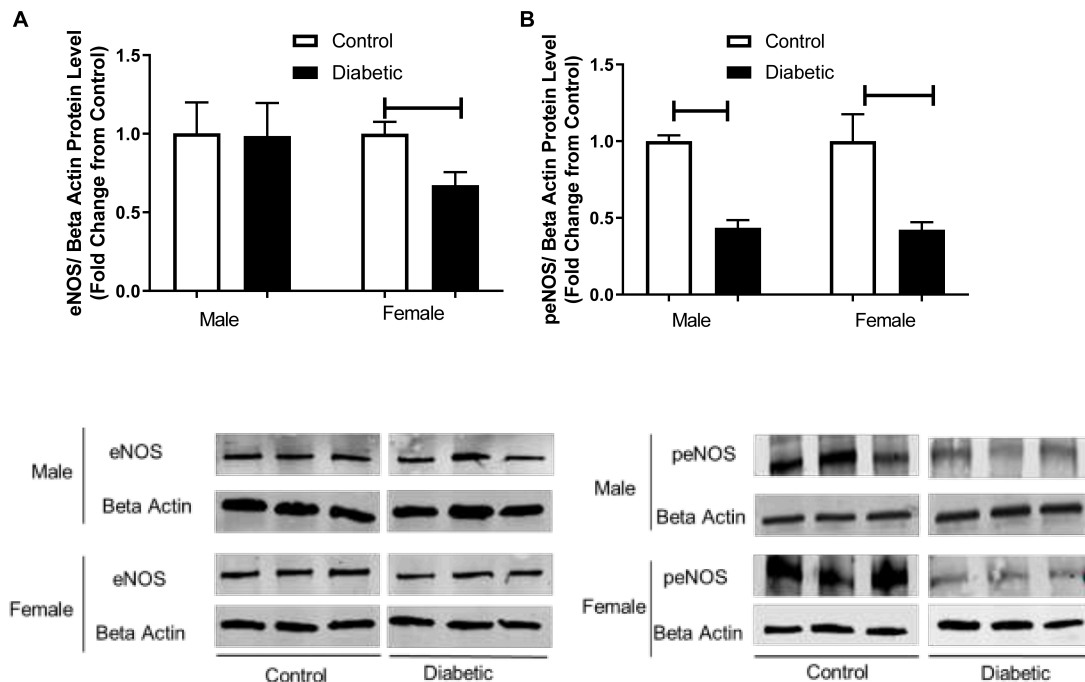 A
eNOS/ Beta Actin Protein Level
(Fold Change from Control)
1.5
1.0
0.5
0.0
Control
Diabetic
Male
Female
B
peNOS/ Beta Actin Protein Level
(Fold Change from Control)
1.5
1.0
0.5
0.0
Control
Diabetic
Male
Female
Male
eNOS
Beta Actin
Female
eNOS
Beta Actin
Control
Diabetic
Male
peNOS
Beta Actin
Female
peNOS
Beta Actin
Control
Diabetic